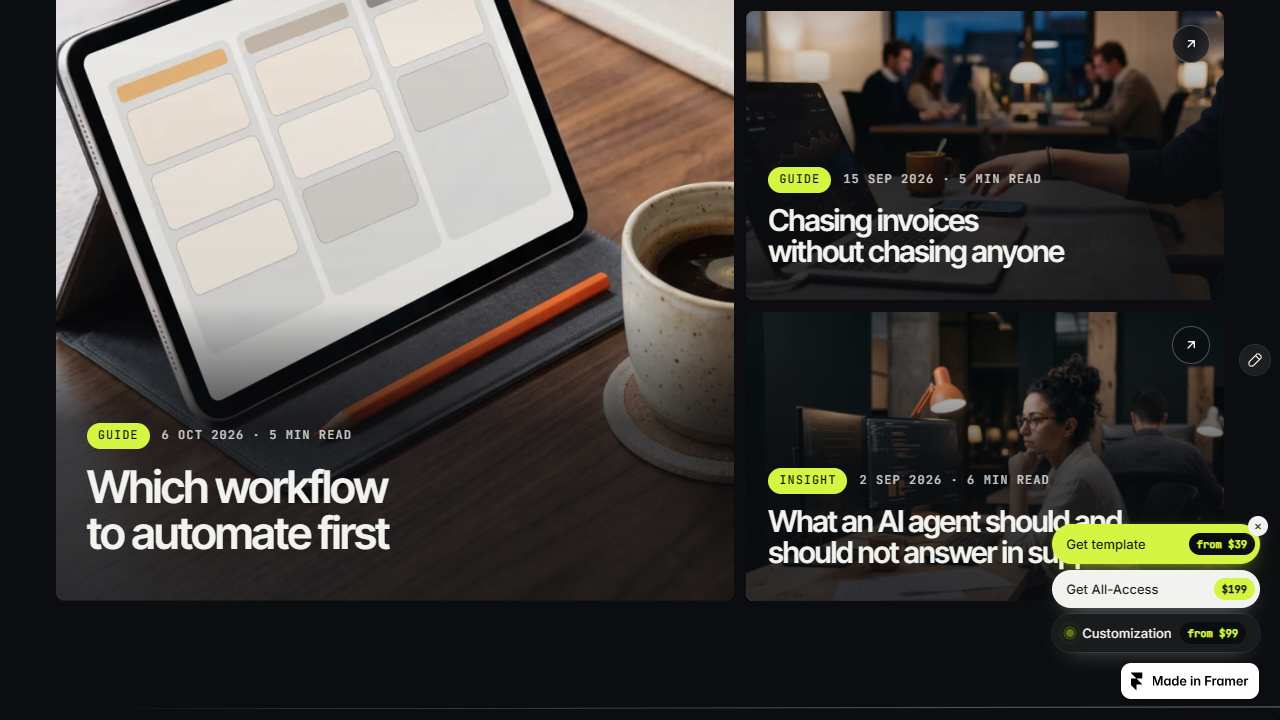 GUIDE
6 OCT 2026 · 5 MIN READ
Which workflow
to automate first
GUIDE
15 SEP 2026 · 5 MIN READ
Chasing invoices
without chasing anyone
INSIGHT
2 SEP 2026 · 6 MIN READ
What an AI agent should and
should not answer in
Get template
from $39
Get All-Access
$199
Customization
from $99
Made in Framer